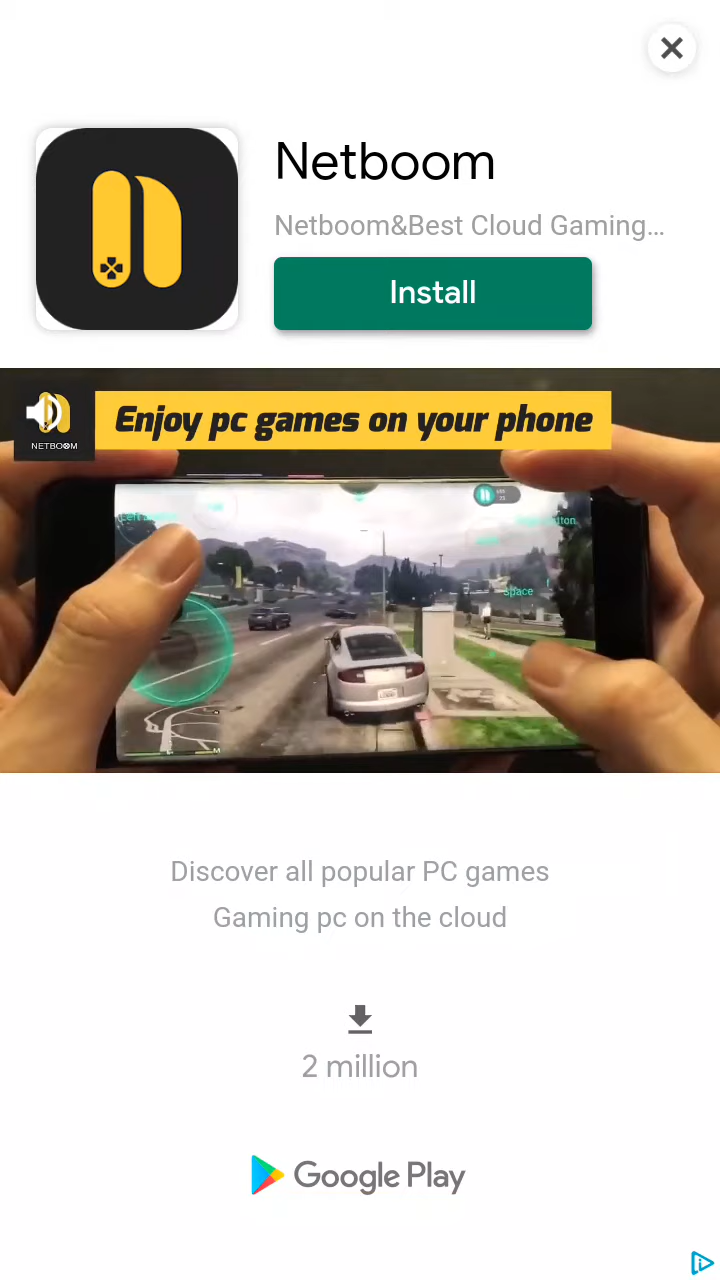 Netboom
Netboom&Best Cloud Gaming...
Install
NETBOOM
Enjoy pc games on your phone
Space
M
Discover all popular PC games
Gaming pc on the cloud
2 million
Google Play